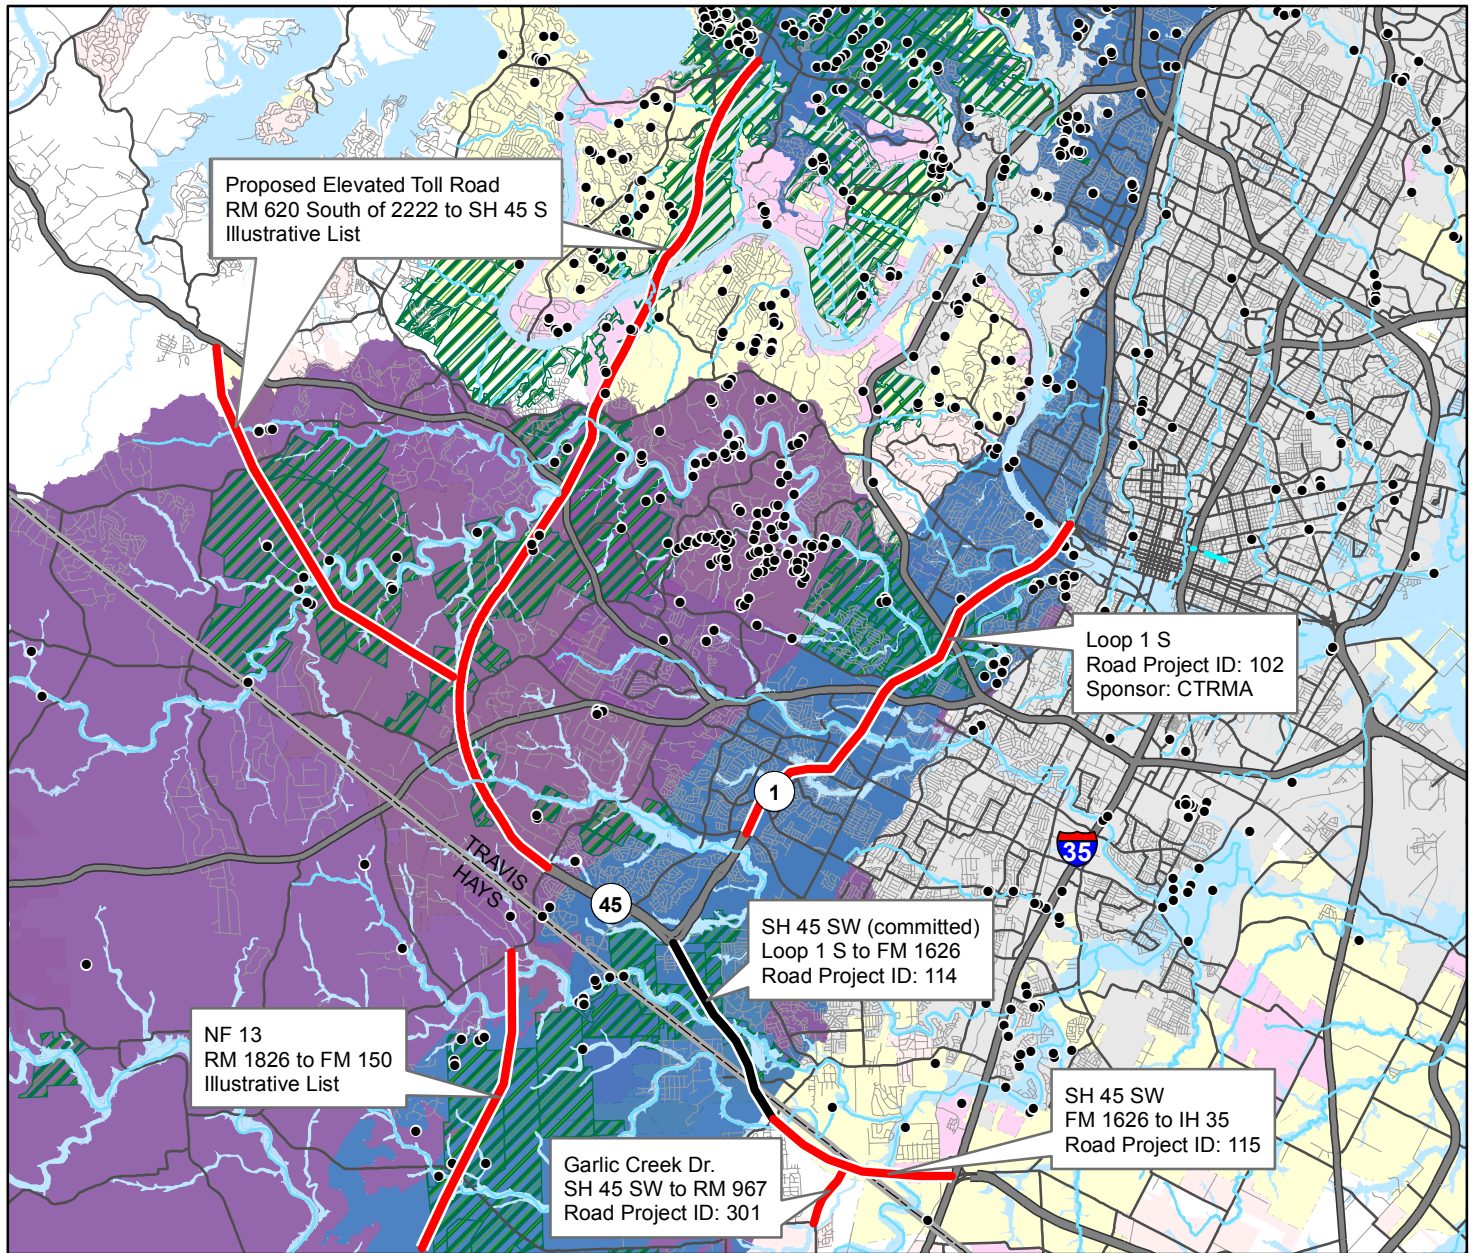 Proposed Elevated Toll Road
RM 620 South of 2222 to SH 45 S
Illustrative List
Loop 1 S
Road Project ID: 102
Sponsor: CTRMA
1
35
TRAVIS
HAYS
45
SH 45 SW (committed)
Loop 1 S to FM 1626
Road Project ID: 114
NF 13
RM 1826 to FM 150
Illustrative List
SH 45 SW
FM 1626 to IH 35
Road Project ID: 115
Garlic Creek Dr.
SH 45 SW to RM 967
Road Project ID: 301